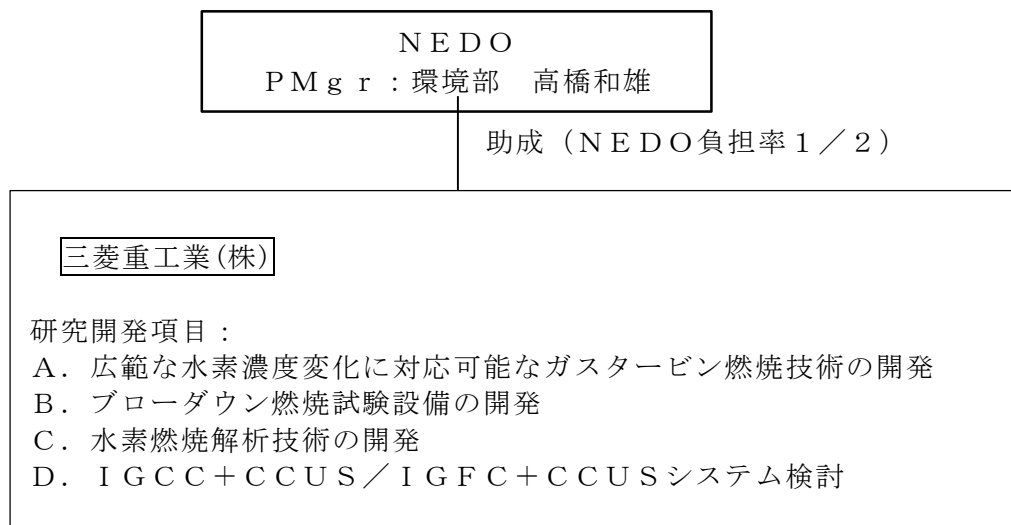 ＮＥＤＯ
ＰＭｇｒ：環境部　高橋和雄
助成（ＮＥＤＯ負担率１／２）
三菱重工業(株)
研究開発項目：
Ａ．広範な水素濃度変化に対応可能なガスタービン燃焼技術の開発
Ｂ．ブローダウン燃焼試験設備の開発
Ｃ．水素燃焼解析技術の開発
Ｄ．ＩＧＣＣ＋ＣＣＵＳ／ＩＧＦＣ＋ＣＣＵＳシステム検討